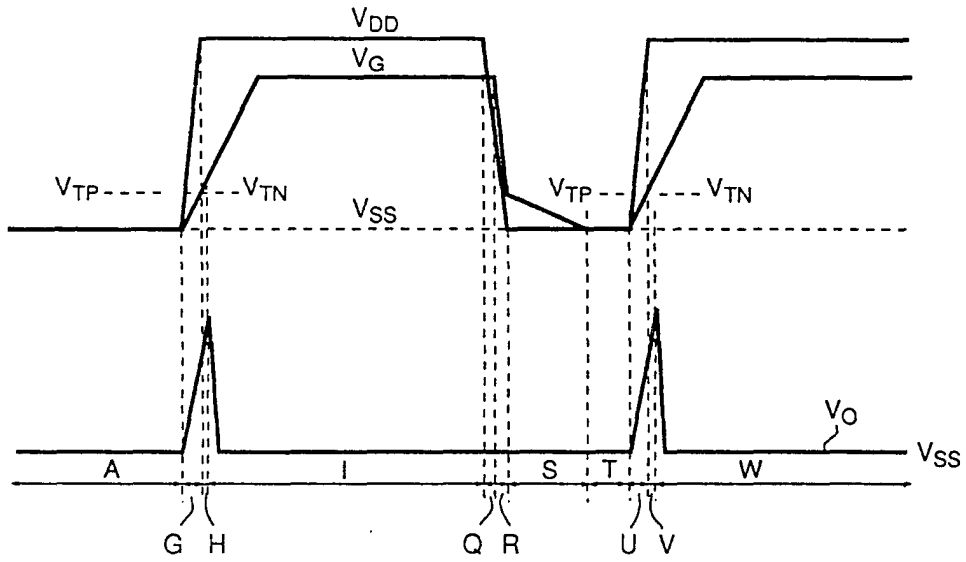 VDD
VG
VTP VTN VTP VTN
VSS
VO
VSS
A I S T W
G H Q R U V